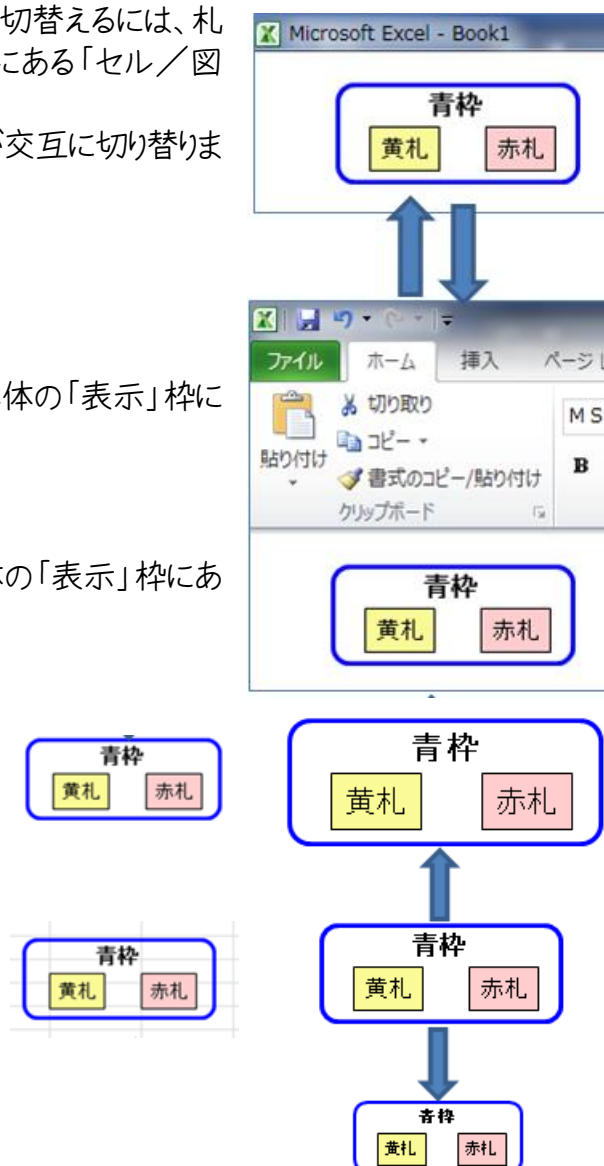 切替えるには、札
にある「セル／図
が交互に切り替りま
体の「表示」枠に
体の「表示」枠にあ
Microsoft Excel - Book1
青枠
黄札 赤札
ファイル ホーム 挿入 ページ
切り取り
コピー
貼り付け
書式のコピー/貼り付け
クリップボード
M S
B
青枠
黄札 赤札
青枠
黄札 赤札
青枠
黄札 赤札
青枠
黄札 赤札
青枠
黄札 赤札
青枠
黄札 赤札